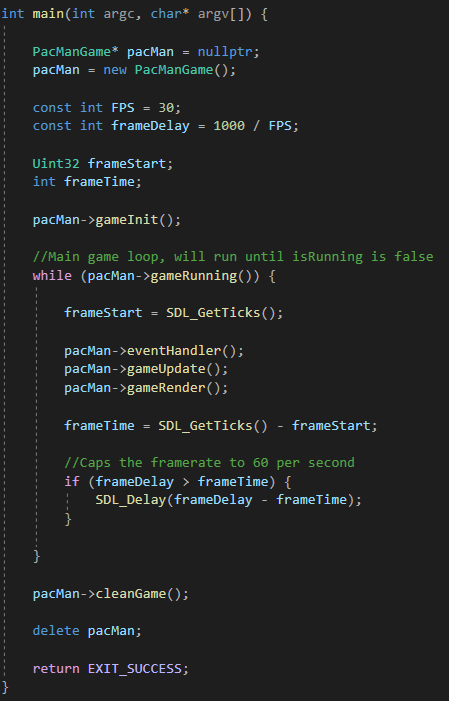 int main(int argc, char* argv[]) {
PacManGame* pacMan = nullptr;
pacMan = new PacManGame();
const int FPS = 30;
const int frameDelay = 1000 / FPS;
Uint32 frameStart;
int frameTime;
pacMan->gameInit();
//Main game loop, will run until isRunning is false
while (pacMan->gameRunning()) {
frameStart = SDL_GetTicks();
pacMan->eventHandler();
pacMan->gameUpdate();
pacMan->gameRender();
frameTime = SDL_GetTicks() - frameStart;
//Caps the framerate to 60 per second
if (frameDelay > frameTime) {
SDL_Delay(frameDelay - frameTime);
}
}
pacMan->cleanGame();
delete pacMan;
return EXIT_SUCCESS;
}